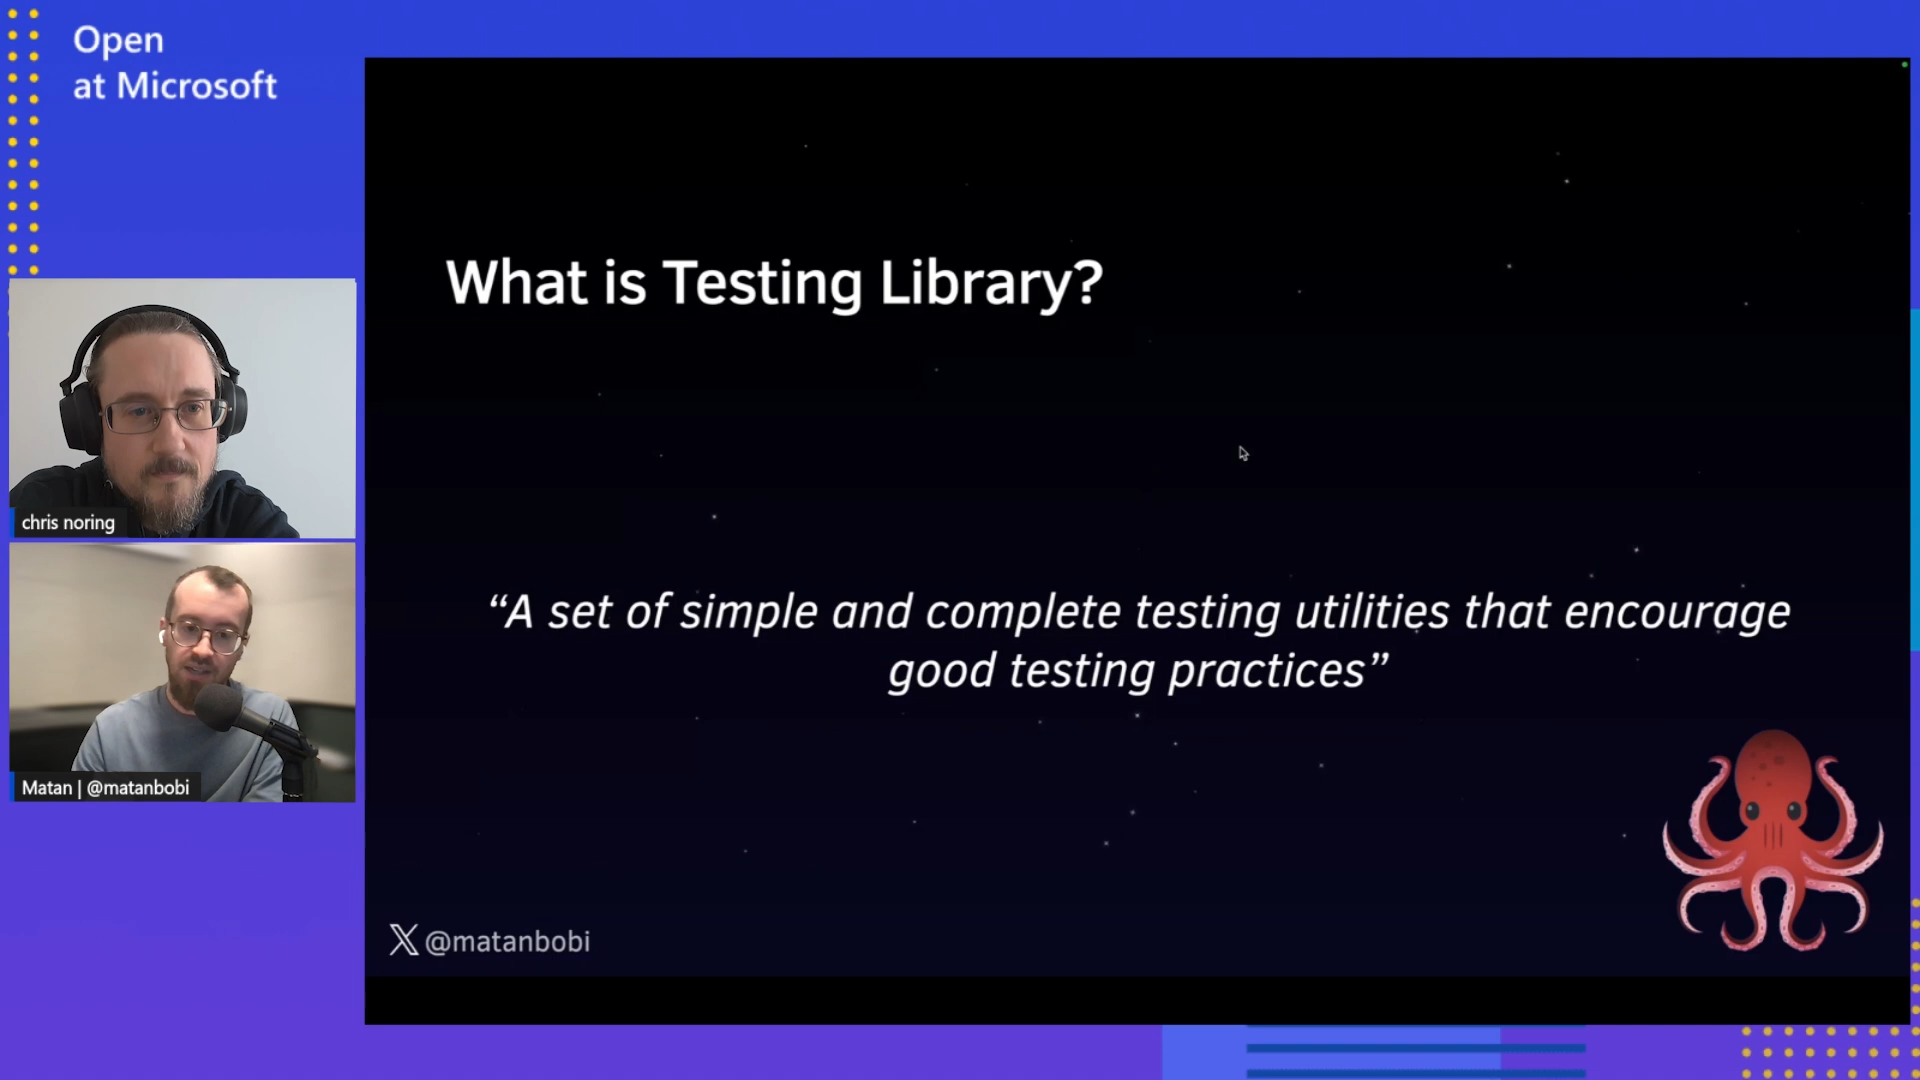 Open
at Microsoft
What is Testing Library?
chris noring
“A set of simple and complete testing utilities that encourage
good testing practices”
Matan | @matanbobi
X @matanbobi